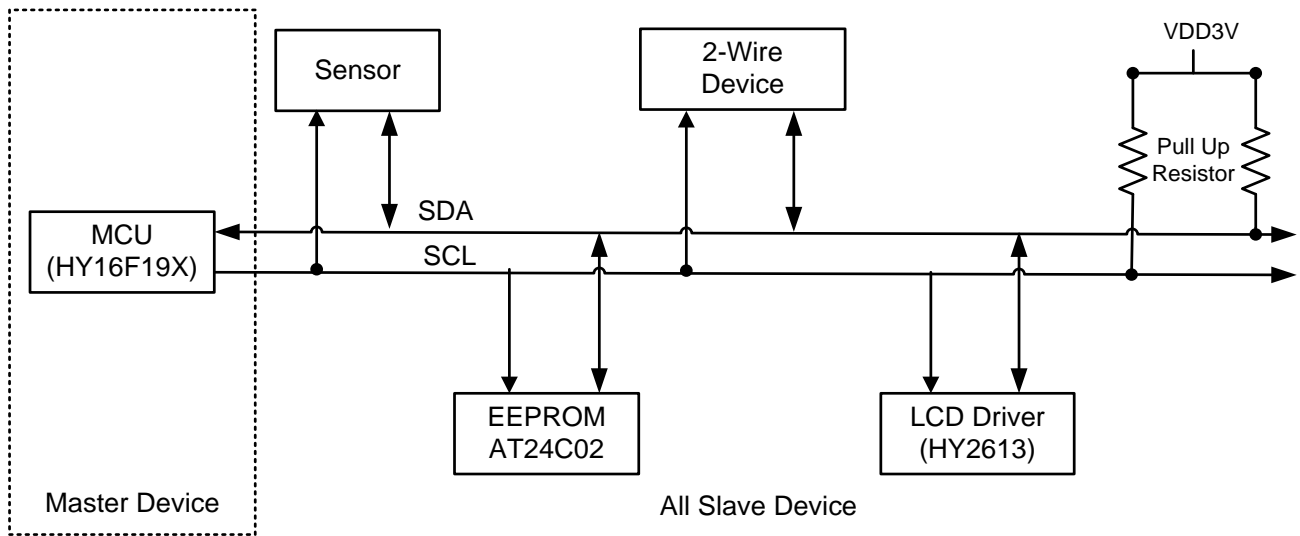 VDD3V
Sensor
2-Wire
Device
Pull Up
Resistor
SDA
MCU
(HY16F19X)
SCL
EEPROM
AT24C02
LCD Driver
(HY2613)
Master Device
All Slave Device